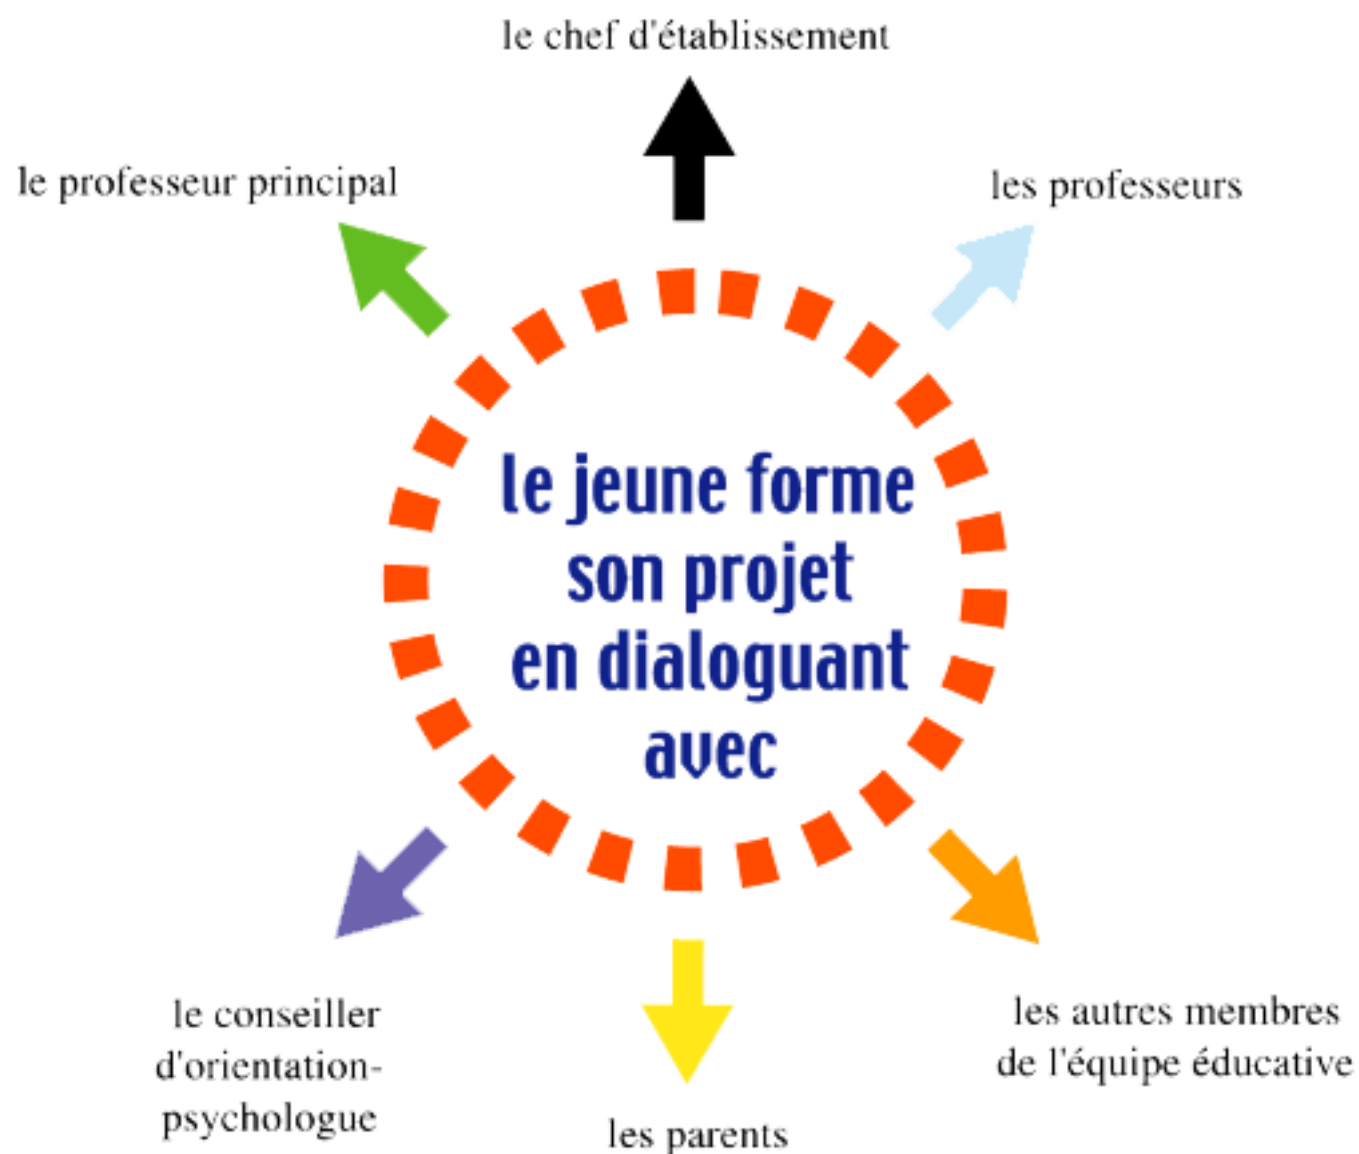 le chef d'établissement
le professeur principal
les professeurs
le jeune forme
son projet
en dialoguant
avec
le conseiller
d'orientation-
psychologue
les parents
les autres membres
de l'équipe éducative